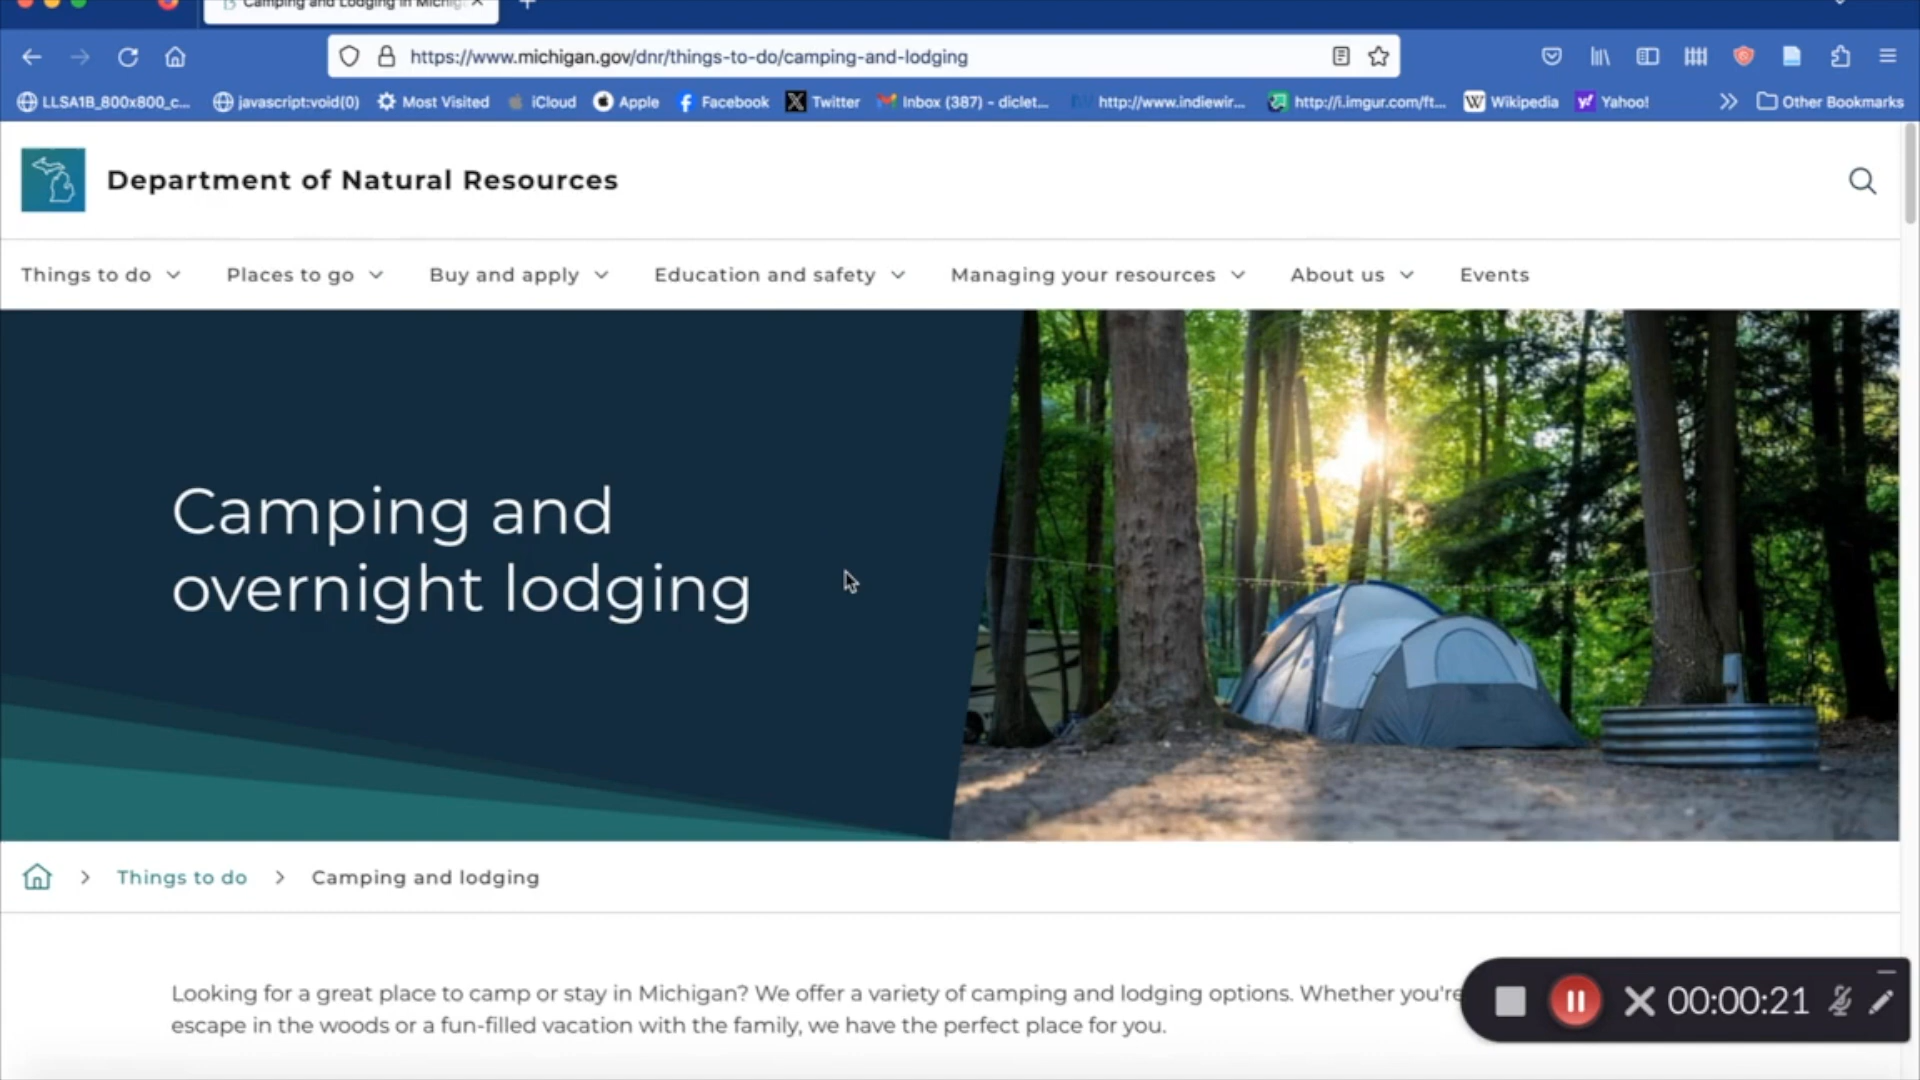 Camping and Lodging in Michig
https://www.michigan.gov/dnr/things-to-do/camping-and-lodging
LLSA1B_800x800_c... javascript:void(0) Most Visited iCloud Apple Facebook Twitter Inbox (387) - diclet... http://www.indiewir... http://i.imgur.com/ft... Wikipedia Yahoo! Other Bookmarks
Department of Natural Resources
Things to do Places to go Buy and apply Education and safety Managing your resources About us Events
Camping and
overnight lodging
Things to do > Camping and lodging
Looking for a great place to camp or stay in Michigan? We offer a variety of camping and lodging options. Whether you're
escape in the woods or a fun-filled vacation with the family, we have the perfect place for you.
00:00:21